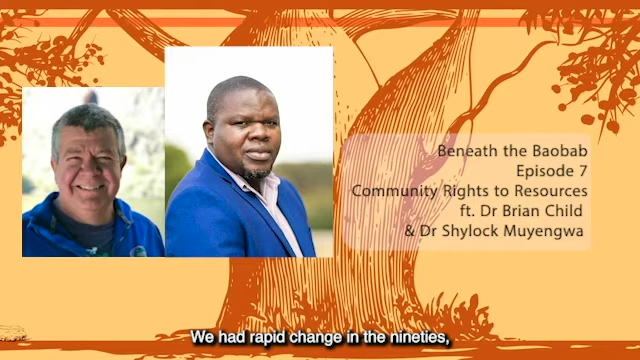 Beneath the Baobab
Episode 7
Community Rights to Resources
ft. Dr Brian Child
& Dr Shylock Muyengwa
We had rapid change in the nineties,